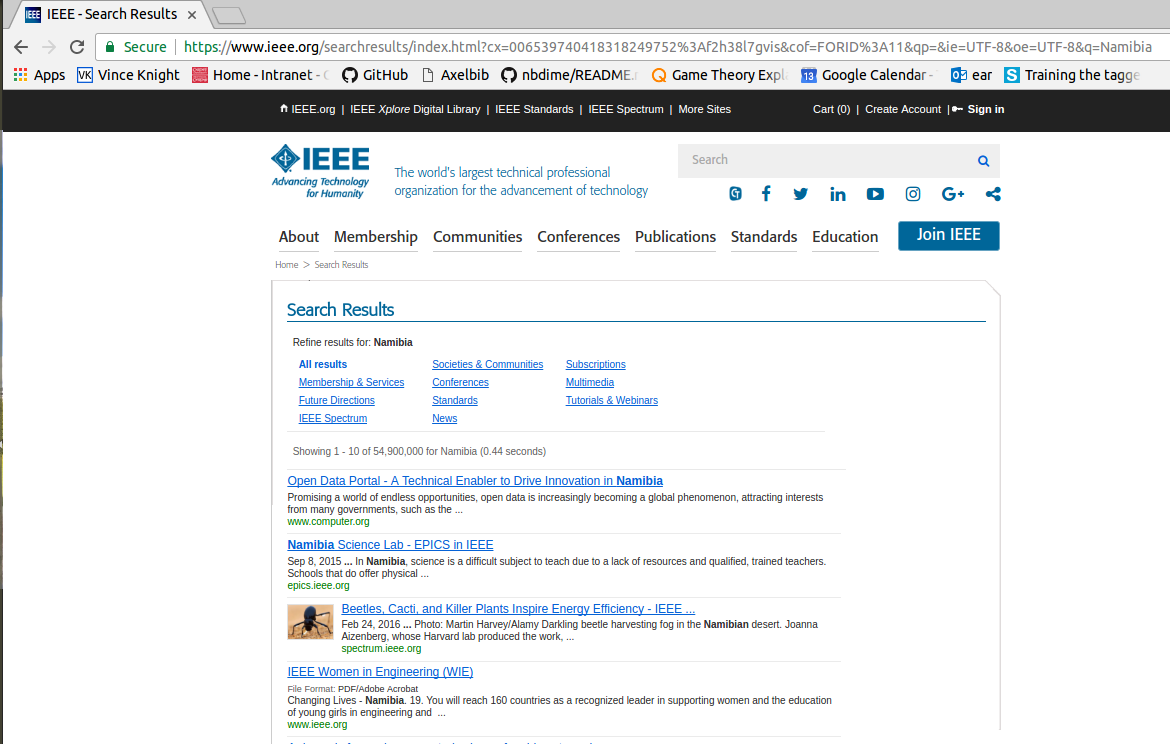 IEEE - Search Results
Secure https://www.ieee.org/searchresults/index.html?cx=006539740418318249752%3Af2h38l7gvis&cof=FORID%3A11&qp=&ie=UTF-8&oe=UTF-8&q=Namibia
Apps VK Vince Knight Home - Intranet - GitHub Axelbib nbdime/README. Game Theory Expl 13 Google Calendar - ear S Training the tagge
IEEE.org | IEEE Xplore Digital Library | IEEE Standards | IEEE Spectrum | More Sites Cart (0) | Create Account | Sign in
IEEE
Advancing Technology
for Humanity
The world's largest technical professional
organization for the advancement of technology
Search
About Membership Communities Conferences Publications Standards Education Join IEEE
Home > Search Results
Search Results
Refine results for: Namibia
All results Societies & Communities Subscriptions
Membership & Services Conferences Multimedia
Future Directions Standards Tutorials & Webinars
IEEE Spectrum News
Showing 1 - 10 of 54,900,000 for Namibia (0.44 seconds)
Open Data Portal - A Technical Enabler to Drive Innovation in Namibia
Promising a world of endless opportunities, open data is increasingly becoming a global phenomenon, attracting interests
from many governments, such as the ...
www.computer.org
Namibia Science Lab - EPICS in IEEE
Sep 8, 2015 ... In Namibia, science is a difficult subject to teach due to a lack of resources and qualified, trained teachers.
Schools that do offer physical ...
epics.ieee.org
Beetles, Cacti, and Killer Plants Inspire Energy Efficiency - IEEE ...
Feb 24, 2016 ... Photo: Martin Harvey/Alamy Darkling beetle harvesting fog in the Namibian desert. Joanna
Aizenberg, whose Harvard lab produced the work, ...
spectrum.ieee.org
IEEE Women in Engineering (WIE)
File Format: PDF/Adobe Acrobat
Changing Lives - Namibia. 19. You will reach 160 countries as a recognized leader in supporting women and the education
of young girls in engineering and ...
www.ieee.org